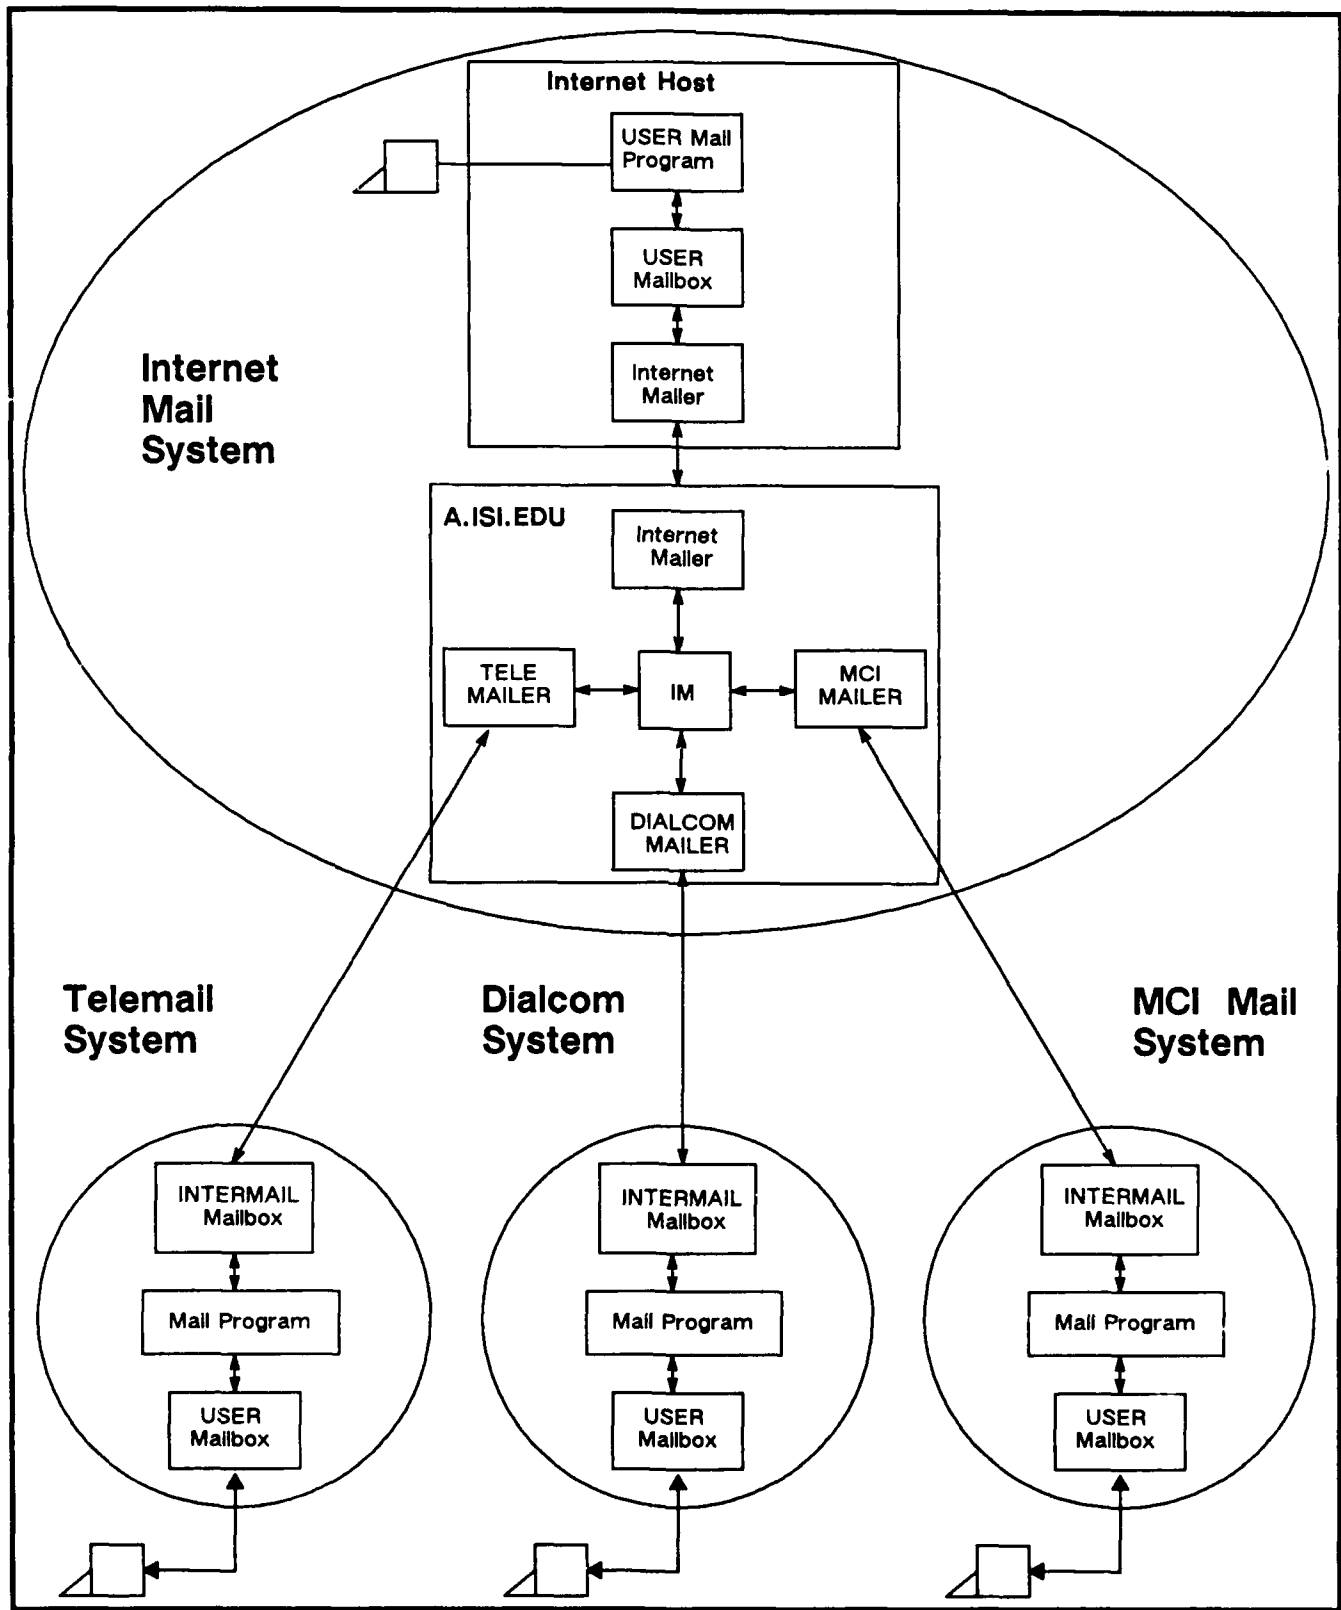 Internet Host
USER Mail
Program
USER
Mailbox
Internet
Mailer
Internet
Mail
System
A.ISI.EDU
Internet
Mailer
TELE
MAILER
IM
MCI
MAILER
DIALCOM
MAILER
Telemail
System
Dialcom
System
MCI Mail
System
INTERMAIL
Mailbox
Mail Program
USER
Mailbox
INTERMAIL
Mailbox
Mail Program
USER
Mailbox
INTERMAIL
Mailbox
Mail Program
USER
Mailbox